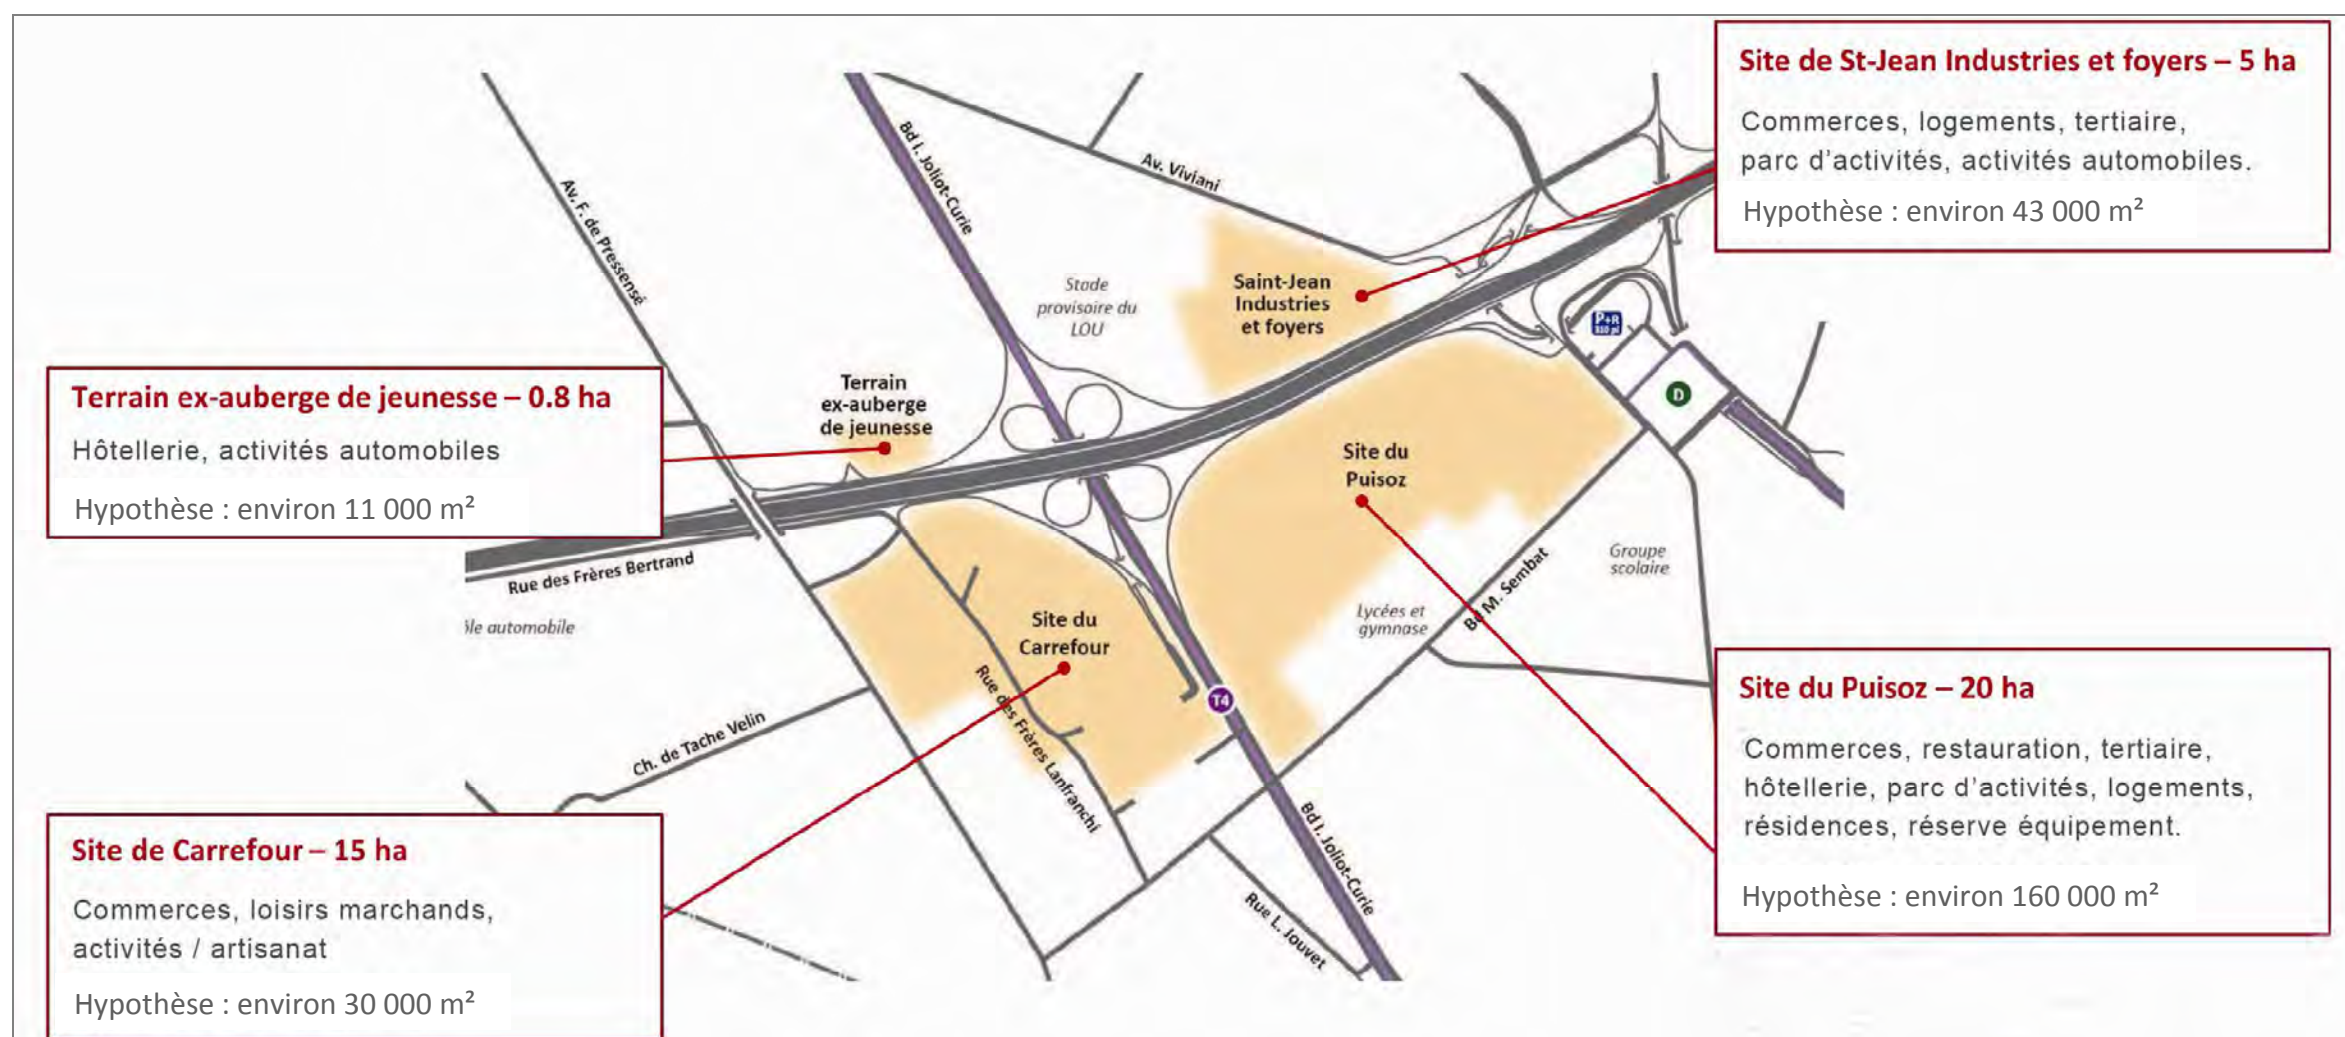 Site de St-Jean Industries et foyers – 5 ha
Commerces, logements, tertiaire,
parc d'activités, activités automobiles.
Hypothèse : environ 43 000 m²
Terrain ex-auberge de jeunesse – 0.8 ha
Hôtellerie, activités automobiles
Hypothèse : environ 11 000 m²
Site de Carrefour – 15 ha
Commerces, loisirs marchands,
activités / artisanat
Hypothèse : environ 30 000 m²
Site du Puisoz – 20 ha
Commerces, restauration, tertiaire,
hôtellerie, parc d'activités, logements,
résidences, réserve équipement.
Hypothèse : environ 160 000 m²
Av. F. de Pressensé
Bd I. Joliot-Curie
Av. Viviani
Stade
provisoire du
LOU
Saint-Jean
Industries
et foyers
P+R
Terrain
ex-auberge
de jeunesse
D
Site du
Puisoz
Rue des Frères Bertrand
ôle automobile
Groupe
scolaire
Lycées et
gymnase
Bd M. Sembat
Site du
Carrefour
Rue des Frères Lanfranchi
T4
Ch. de Tache Velin
Bd I. Joliot-Curie
Rue L. Jouvet